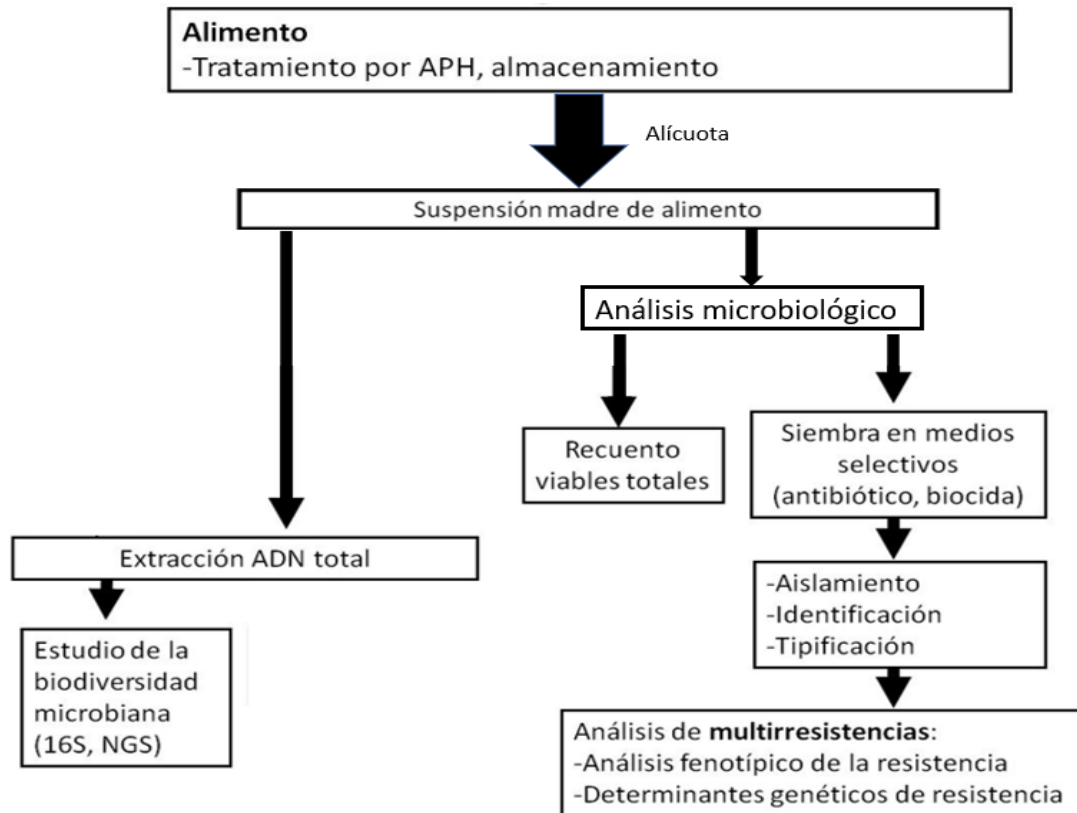 Alimento
-Tratamiento por APH, almacenamiento
Alícuota
Suspensión madre de alimento
Análisis microbiológico
Recuento
viables totales
Siembra en medios
selectivos
(antibiótico, biocida)
Extracción ADN total
-Aislamiento
-Identificación
-Tipificación
Estudio de la
biodiversidad
microbiana
(16S, NGS)
Análisis de multirresistencias:
-Análisis fenotípico de la resistencia
-Determinantes genéticos de resistencia